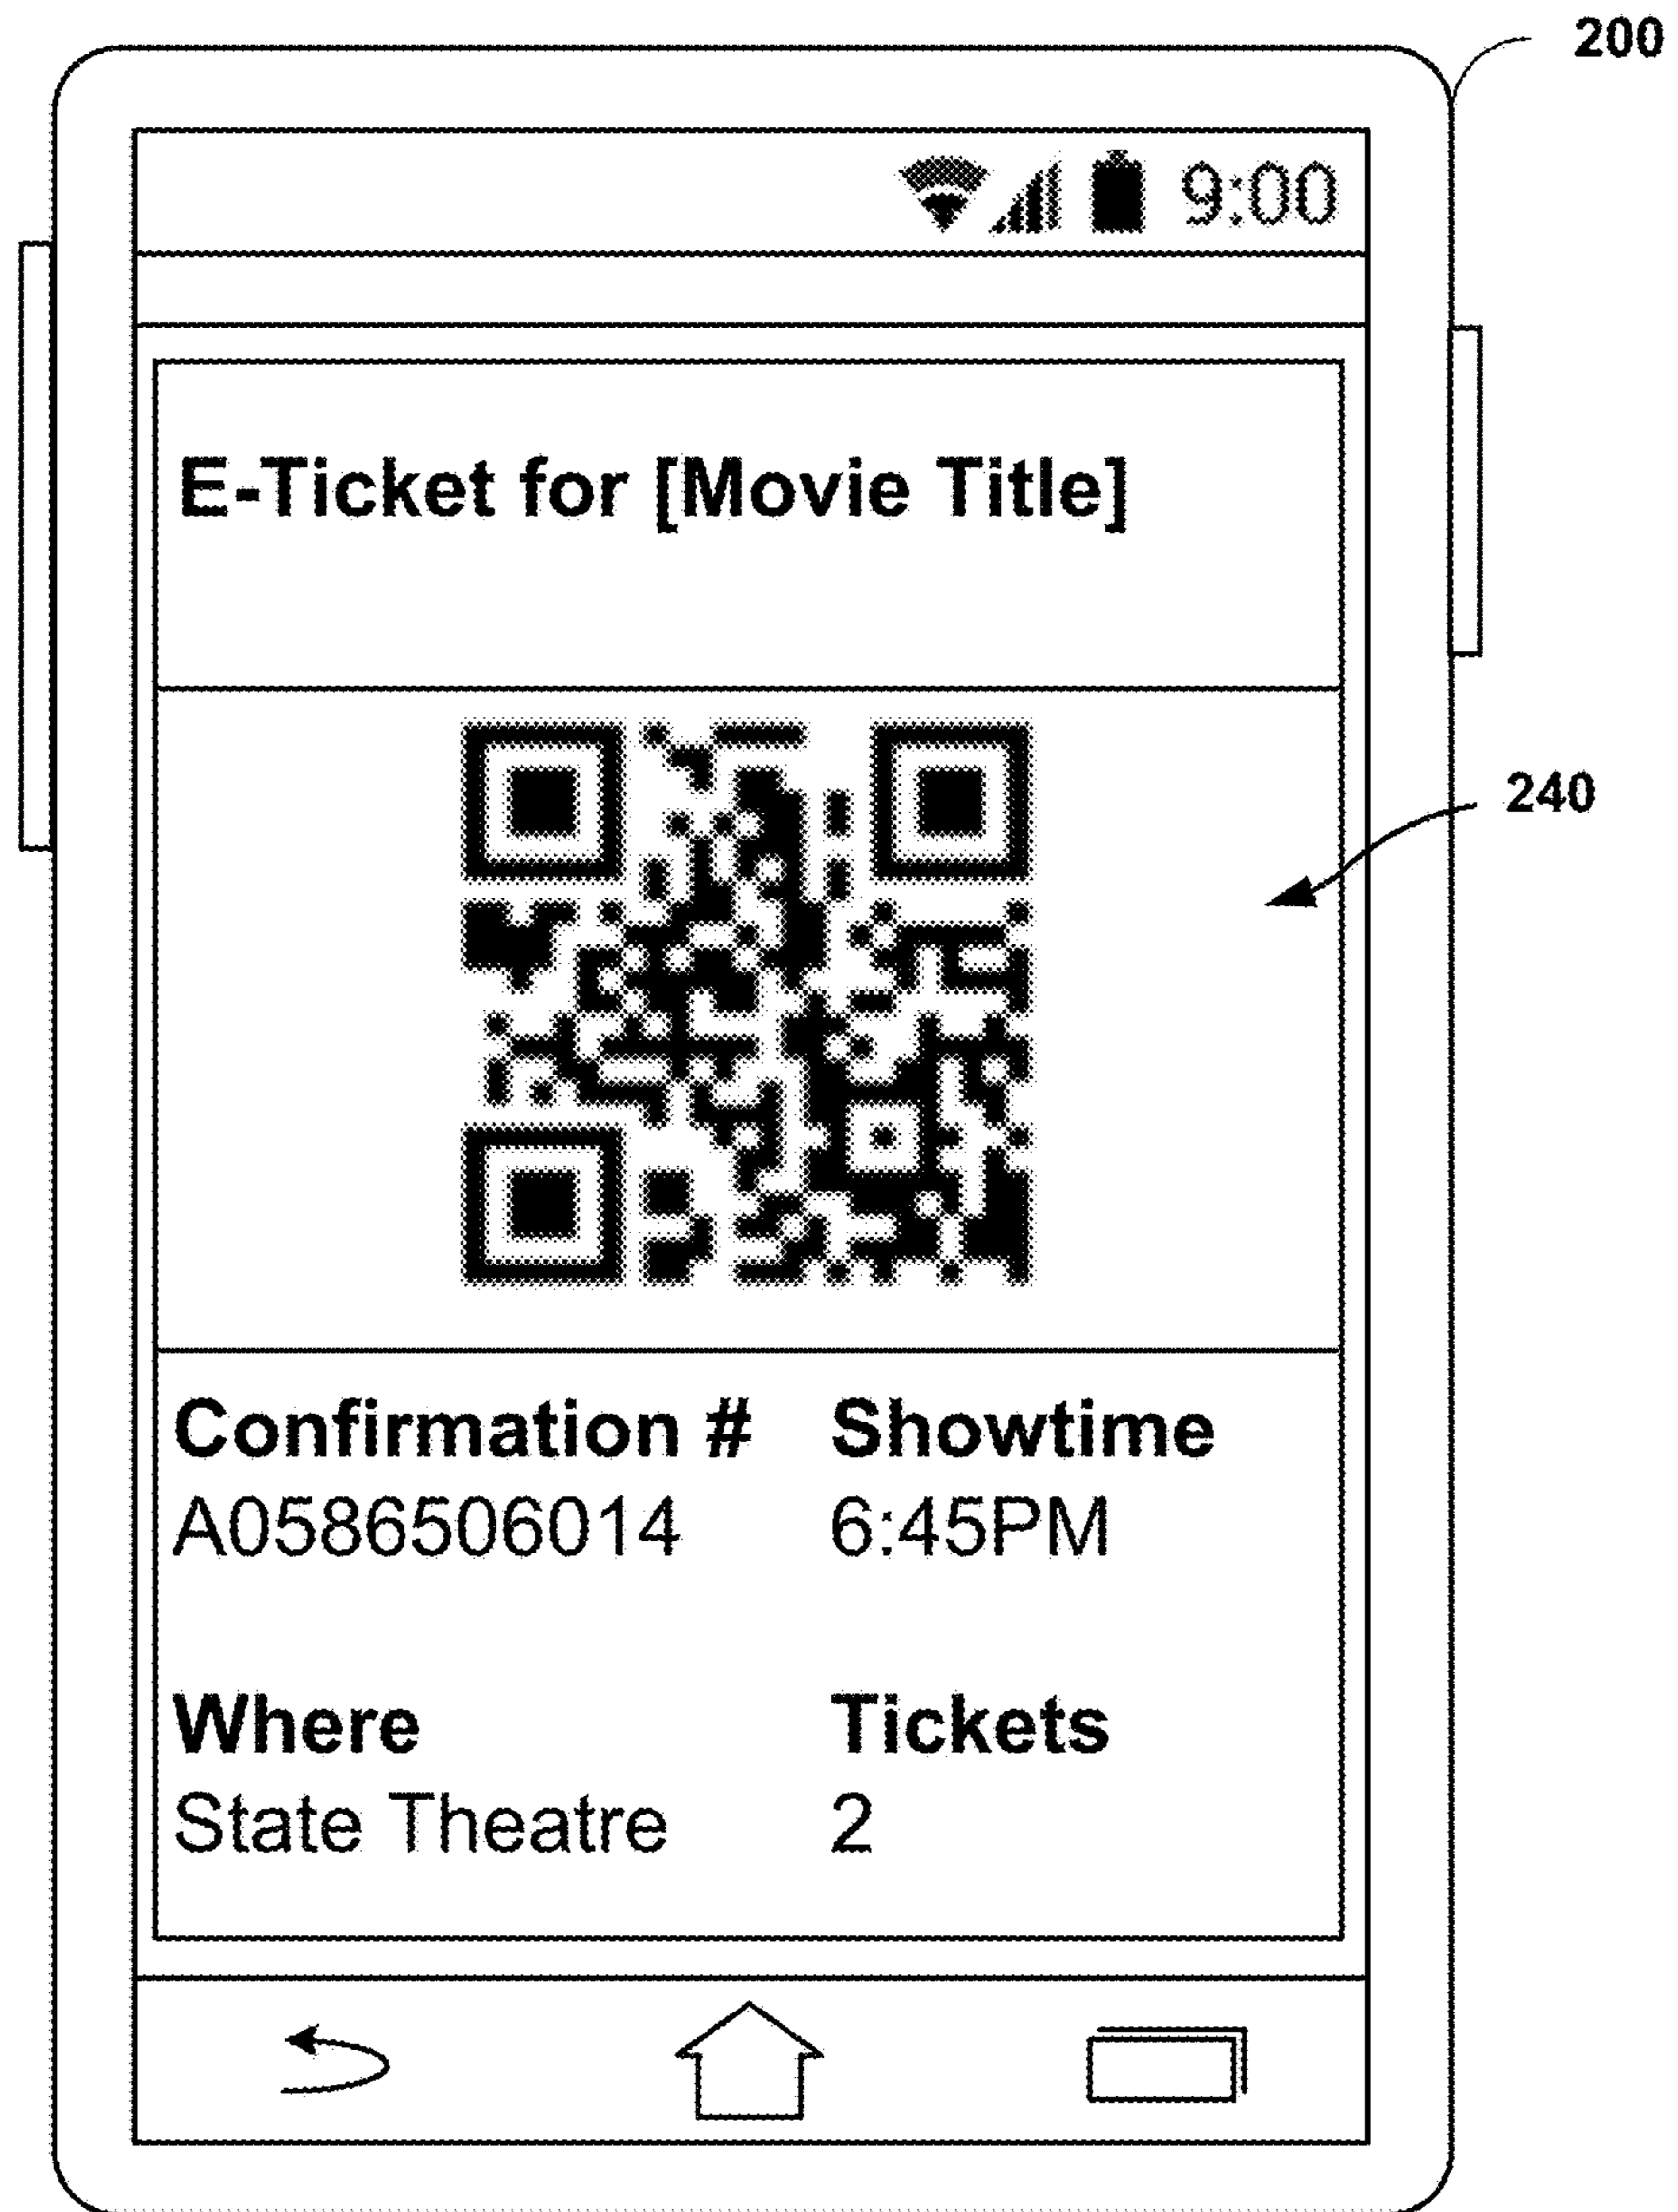 200
9:00
E-Ticket for [Movie Title]
240
Confirmation # Showtime
A0586506014 6:45PM
Where Tickets
State Theatre 2